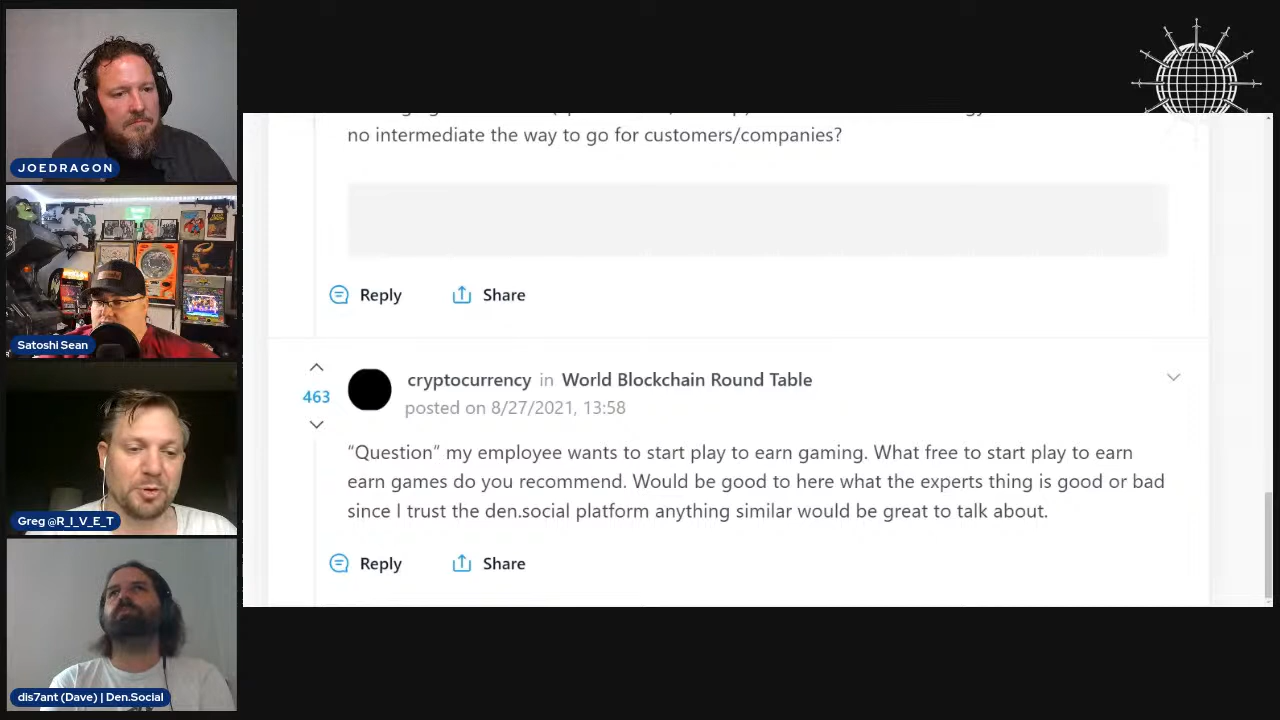 JOEDRAGON
Satoshi Sean
Greg @R_I_V_E_T
dis7ant (Dave) | Den.Social
no intermediate the way to go for customers/companies?
Reply
Share
463
cryptocurrency in World Blockchain Round Table
posted on 8/27/2021, 13:58
“Question” my employee wants to start play to earn gaming. What free to start play to earn
earn games do you recommend. Would be good to here what the experts thing is good or bad
since I trust the den.social platform anything similar would be great to talk about.
Reply
Share